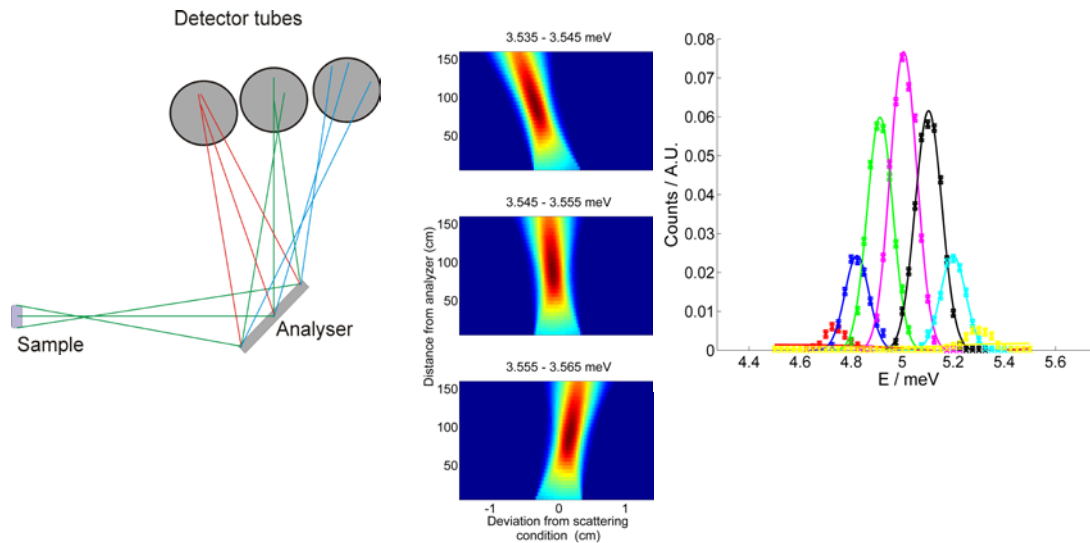 Detector tubes
Analyser
Sample
3.535 - 3.545 meV
150
100
50
3.545 - 3.555 meV
150
100
50
3.555 - 3.565 meV
150
100
50
-1 0 1
Distance from analyzer (cm)
Deviation from scattering
condition (cm)
0.08
0.07
0.06
0.05
0.04
0.03
0.02
0.01
0
4.4 4.6 4.8 5 5.2 5.4 5.6
Counts / A.U.
E / meV